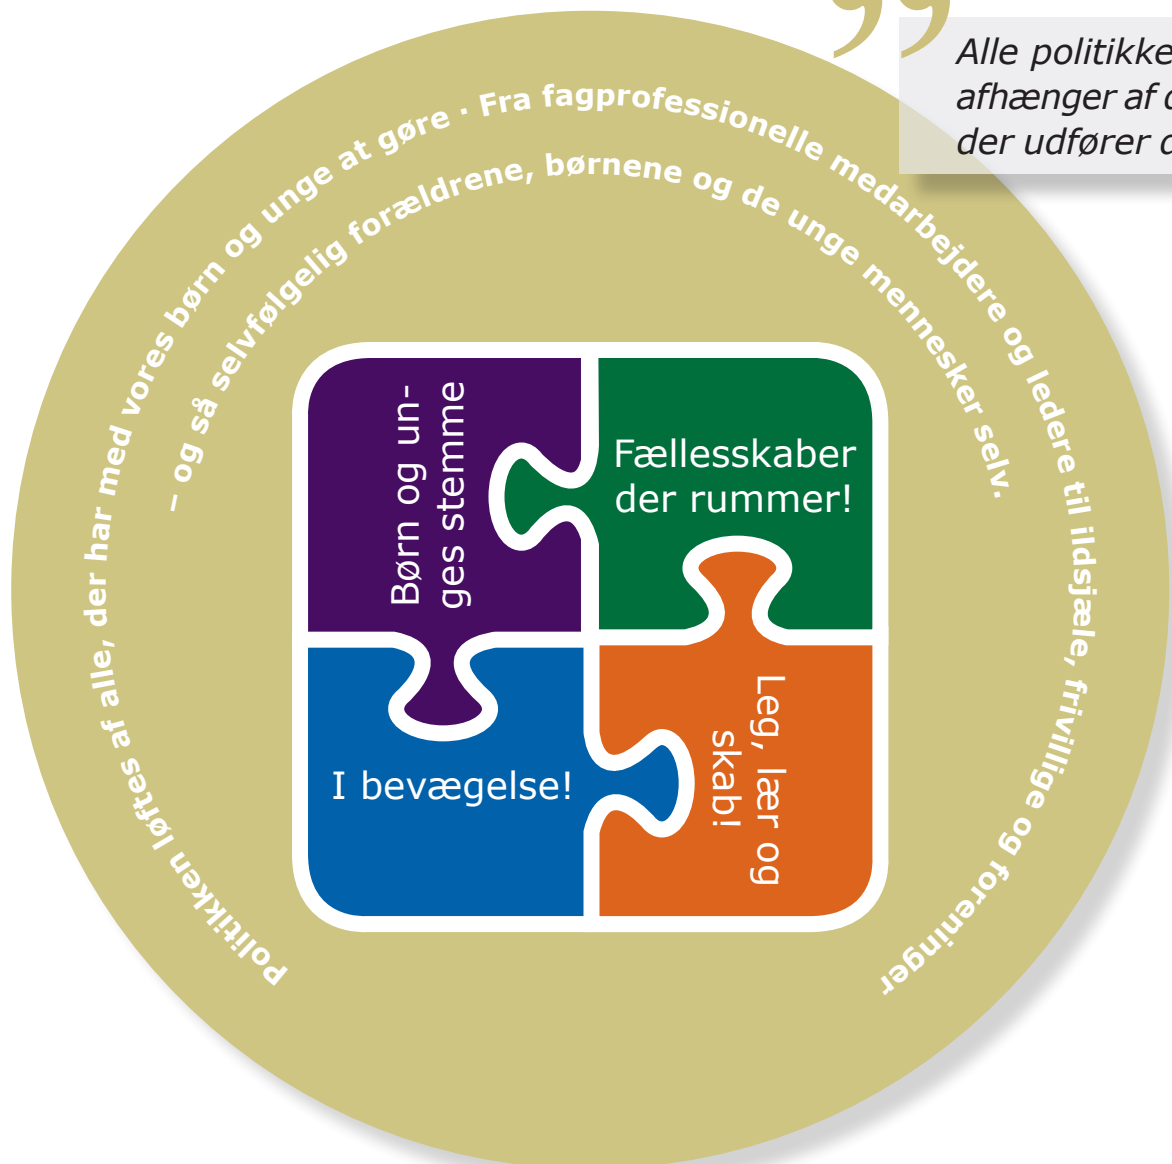 ”
Alle politikke
afhænger af
der udfører
Politikken løftes af alle, der har med vores børn og unge at gøre · Fra fagprofessionelle medarbejdere og ledere til ildsjæle, frivillige og foreninger
– og så selvfølgelig forældrene, børnene og de unge mennesker selv.
Børn og un-
ges stemme
Fællesskaber
der rummer!
I bevægelse!
Leg, lær og
skab!